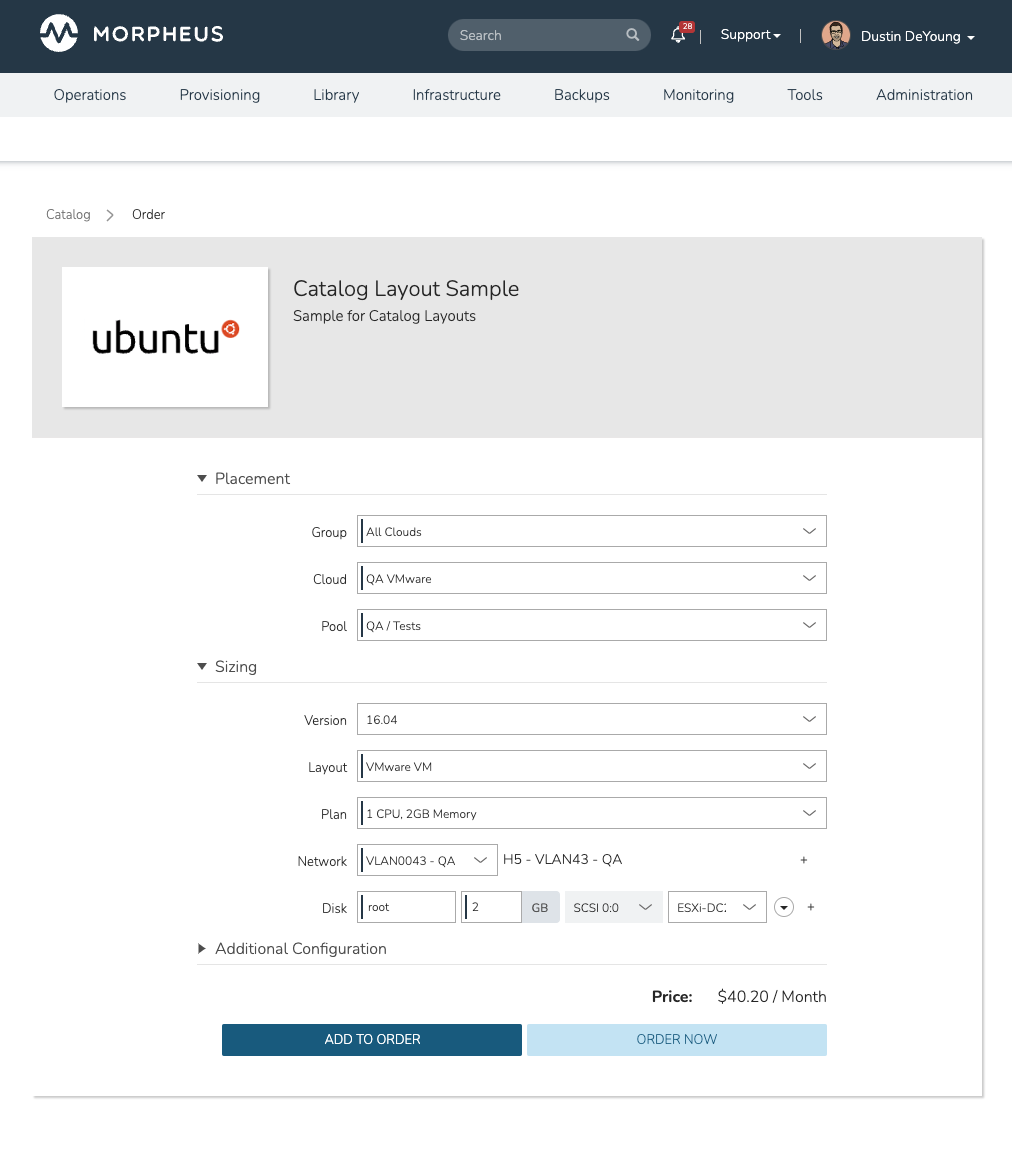 MORPHEUS
Search
28
Support
Dustin DeYoung
Operations Provisioning Library Infrastructure Backups Monitoring Tools Administration
Catalog Order
ubuntu
Catalog Layout Sample
Sample for Catalog Layouts
Placement
Group All Clouds
Cloud QA VMware
Pool QA / Tests
Sizing
Version 16.04
Layout VMware VM
Plan 1 CPU, 2GB Memory
Network VLAN0043 - QA H5 - VLAN43 - QA +
Disk root 2 GB SCSI 0:0 ESXi-DC +
Additional Configuration
Price: $40.20 / Month
ADD TO ORDER ORDER NOW